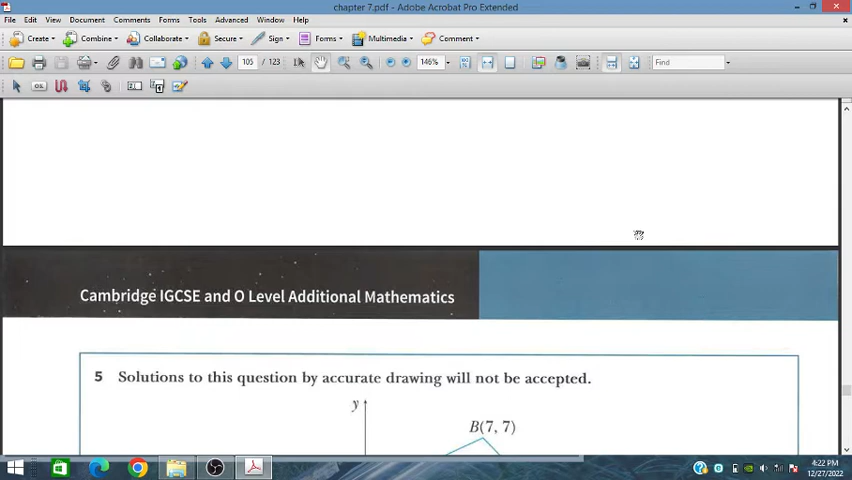 chapter 7.pdf - Adobe Acrobat Pro Extended
File Edit View Document Comments Forms Tools Advanced Window Help
Create Combine Collaborate Secure Sign Forms Multimedia Comment
105 / 123 146% Find
Cambridge IGCSE and O Level Additional Mathematics
5 Solutions to this question by accurate drawing will not be accepted.
y
B(7, 7)
4:22 PM
12/27/2022